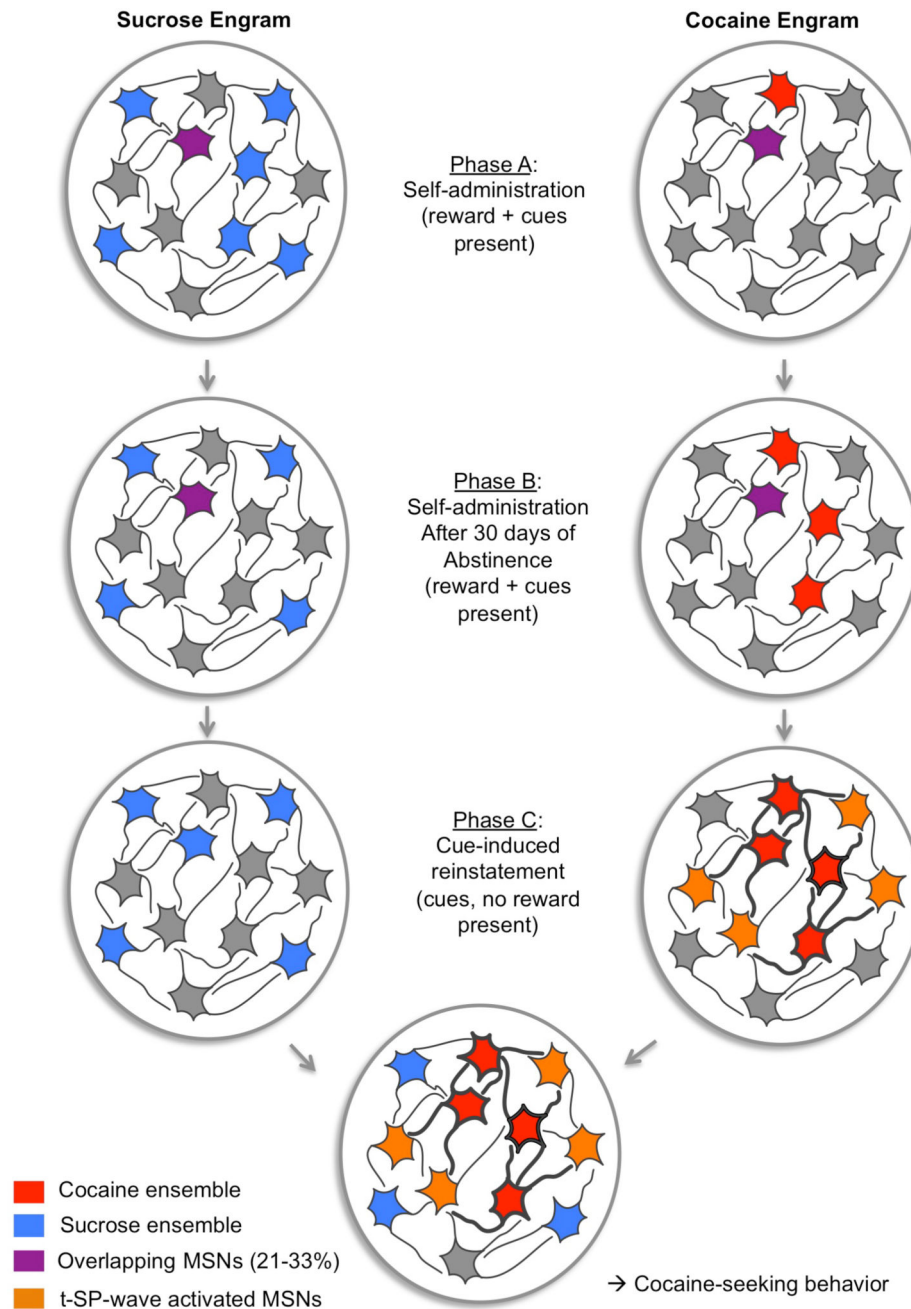 Sucrose Engram
Cocaine Engram
Phase A:
Self-administration
(reward + cues
present)
Phase B:
Self-administration
After 30 days of
Abstinence
(reward + cues
present)
Phase C:
Cue-induced
reinstatement
(cues, no reward
present)
Cocaine ensemble
Sucrose ensemble
Overlapping MSNs (21-33%)
t-SP-wave activated MSNs
→ Cocaine-seeking behavior